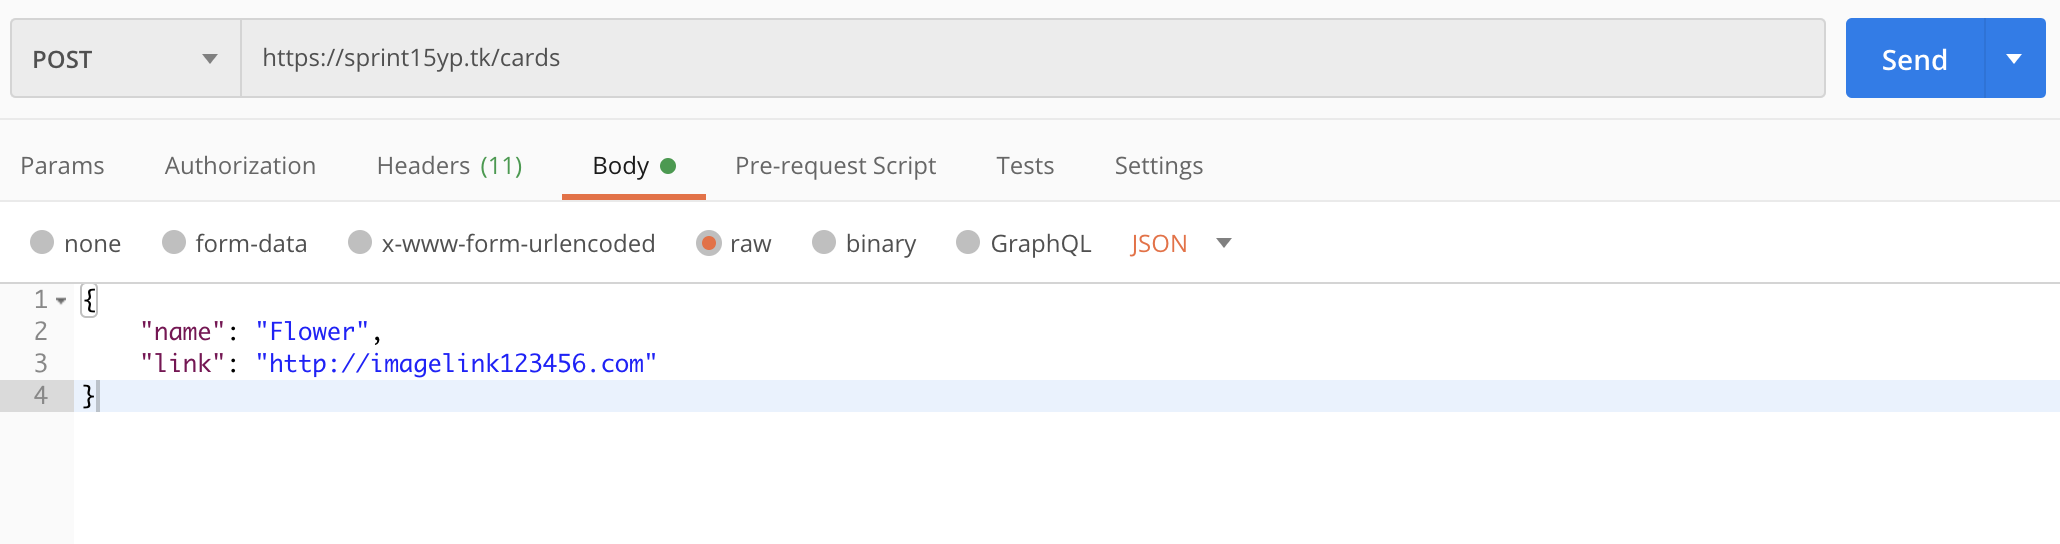 POST https://sprint15yp.tk/cards Send
Params Authorization Headers (11) Body Pre-request Script Tests Settings
none form-data x-www-form-urlencoded raw binary GraphQL JSON
1 {
2 "name": "Flower",
3 "link": "http://imagelink123456.com"
4 }